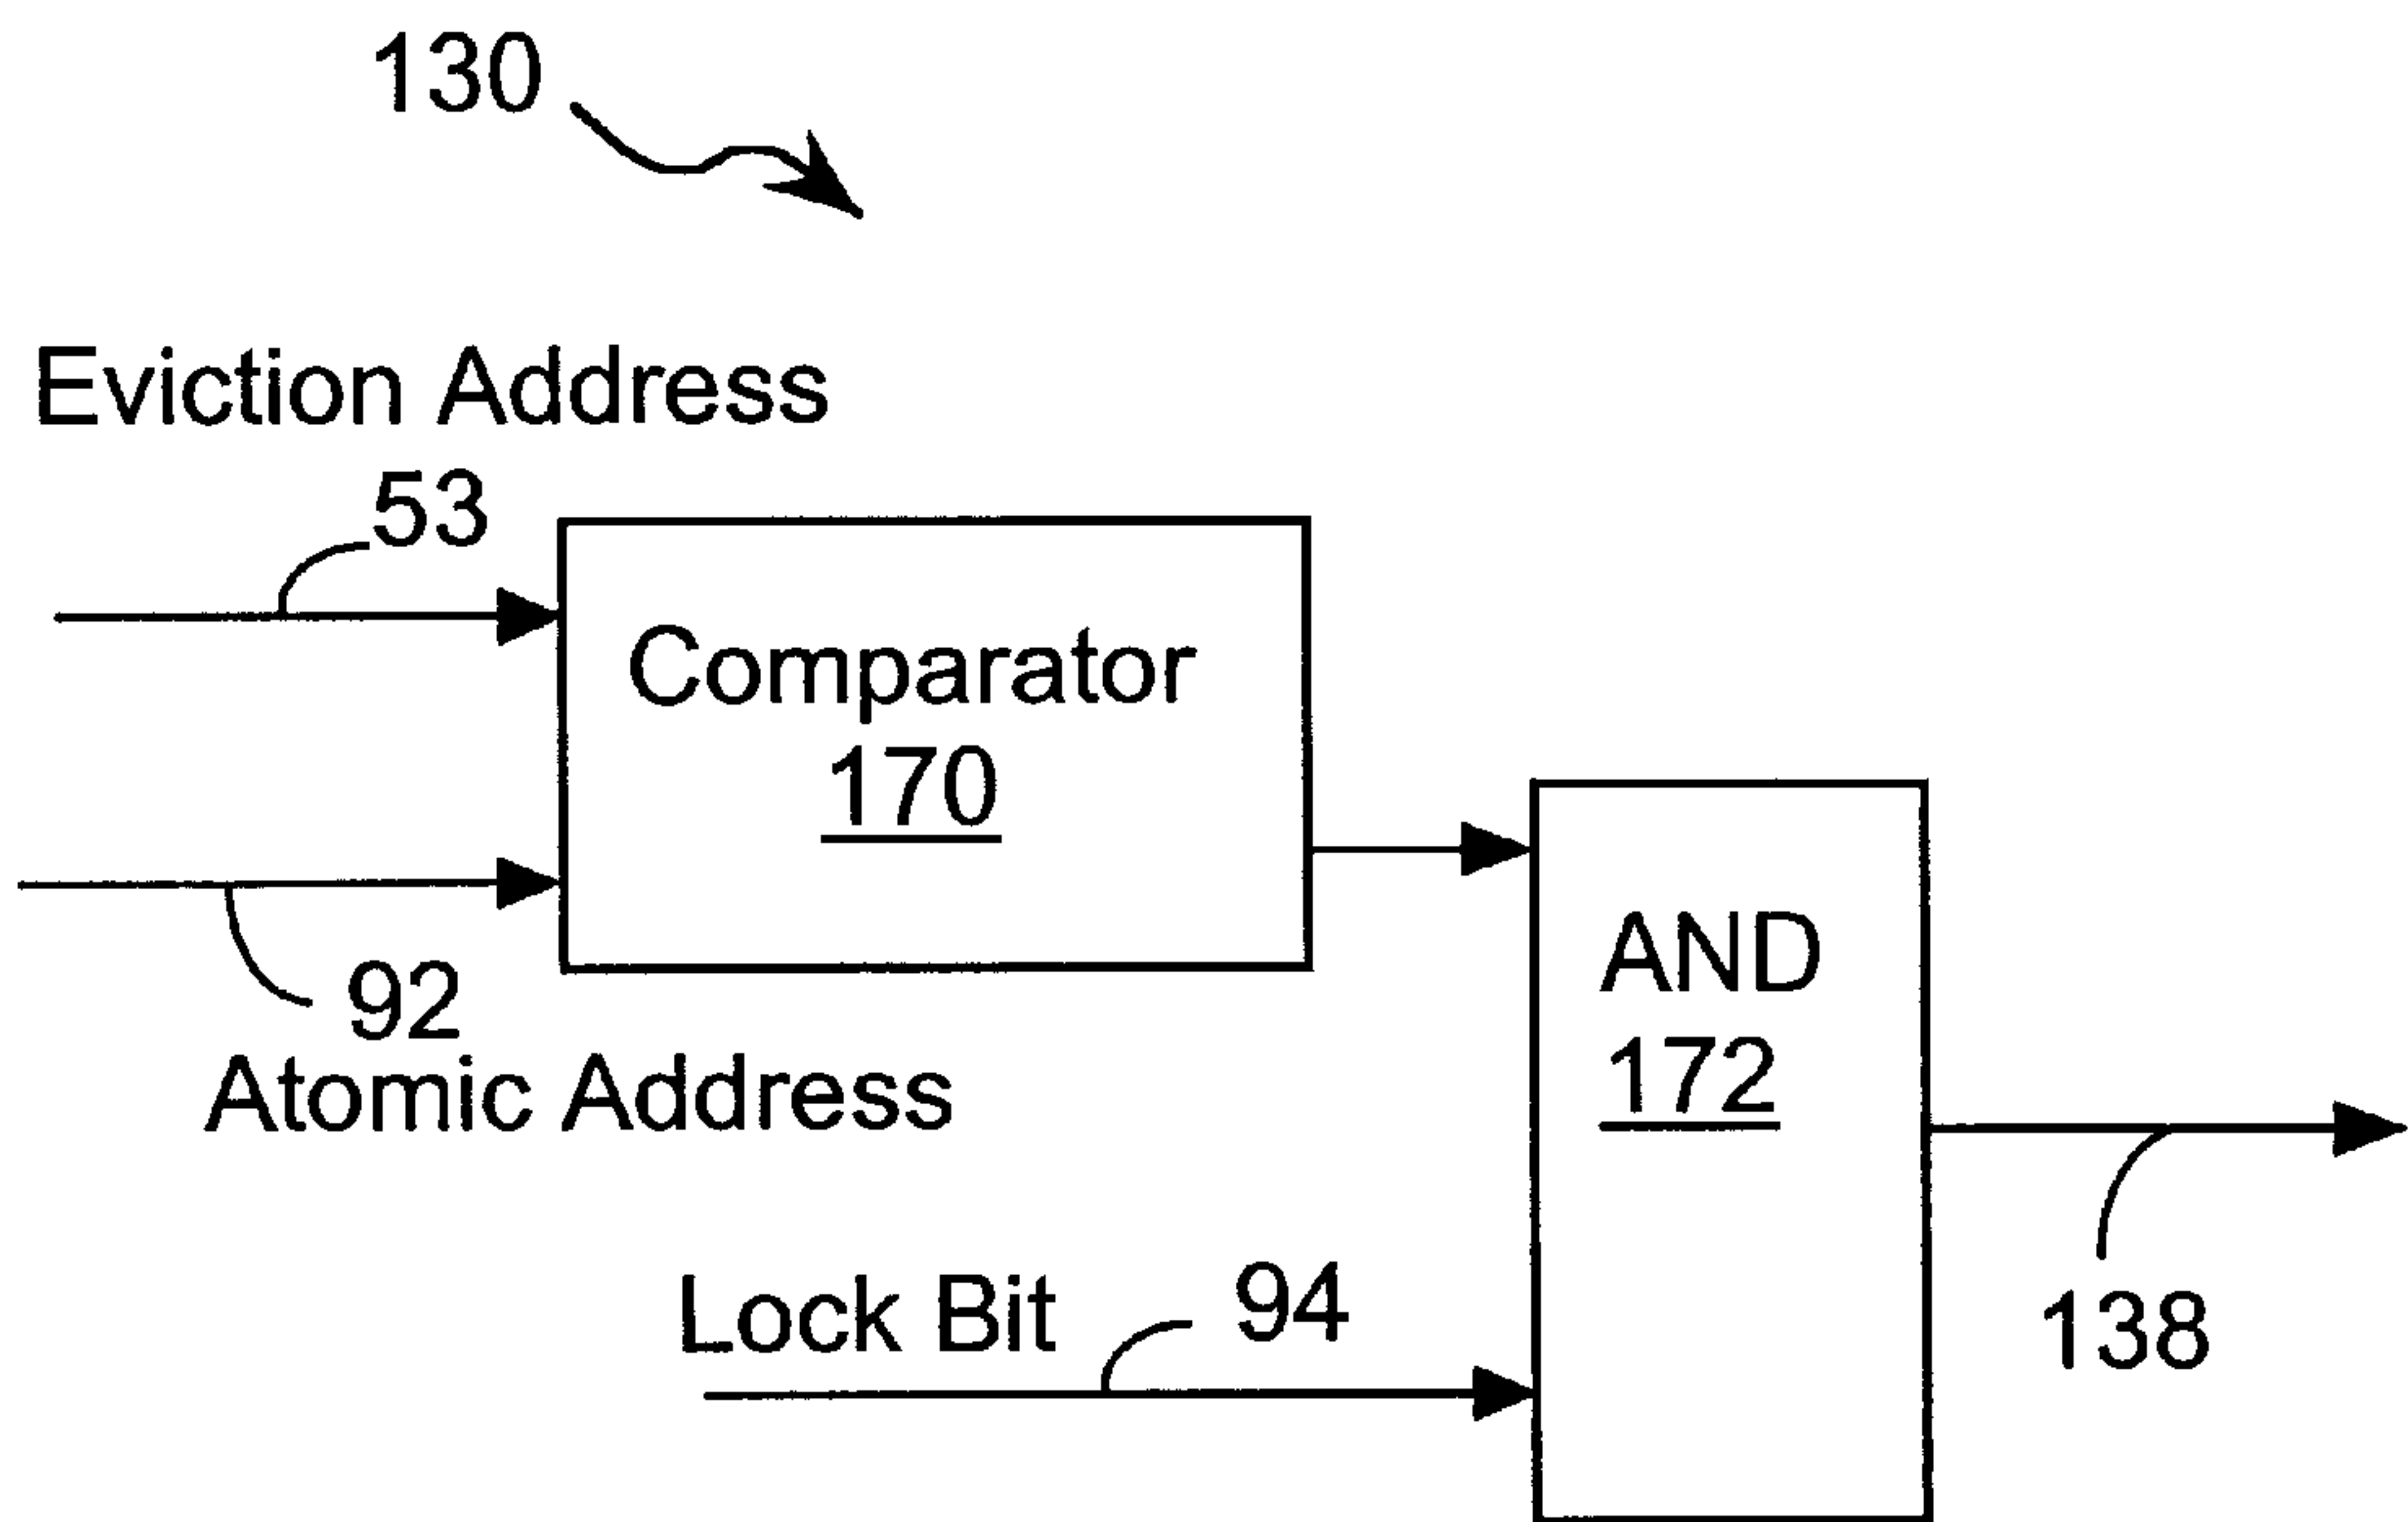 130
Eviction Address
53
Comparator
170
92
Atomic Address
AND
172
Lock Bit
94
138